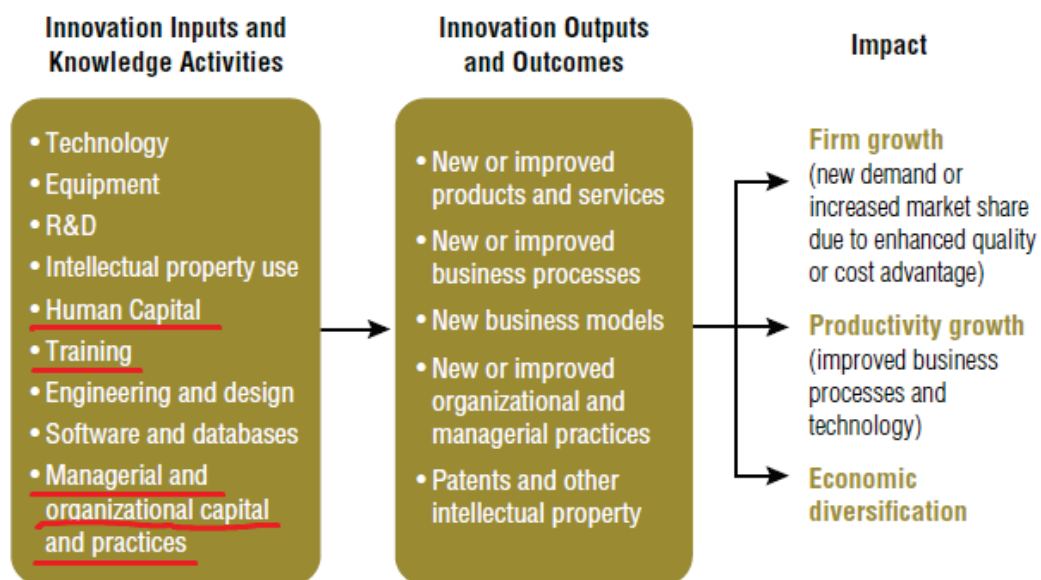 Innovation Inputs and
Knowledge Activities
• Technology
• Equipment
• R&D
• Intellectual property use
• Human Capital
• Training
• Engineering and design
• Software and databases
• Managerial and
organizational capital
and practices
Innovation Outputs
and Outcomes
• New or improved
products and services
• New or improved
business processes
• New business models
• New or improved
organizational and
managerial practices
• Patents and other
intellectual property
Impact
Firm growth
(new demand or
increased market share
due to enhanced quality
or cost advantage)
Productivity growth
(improved business
processes and
technology)
Economic
diversification